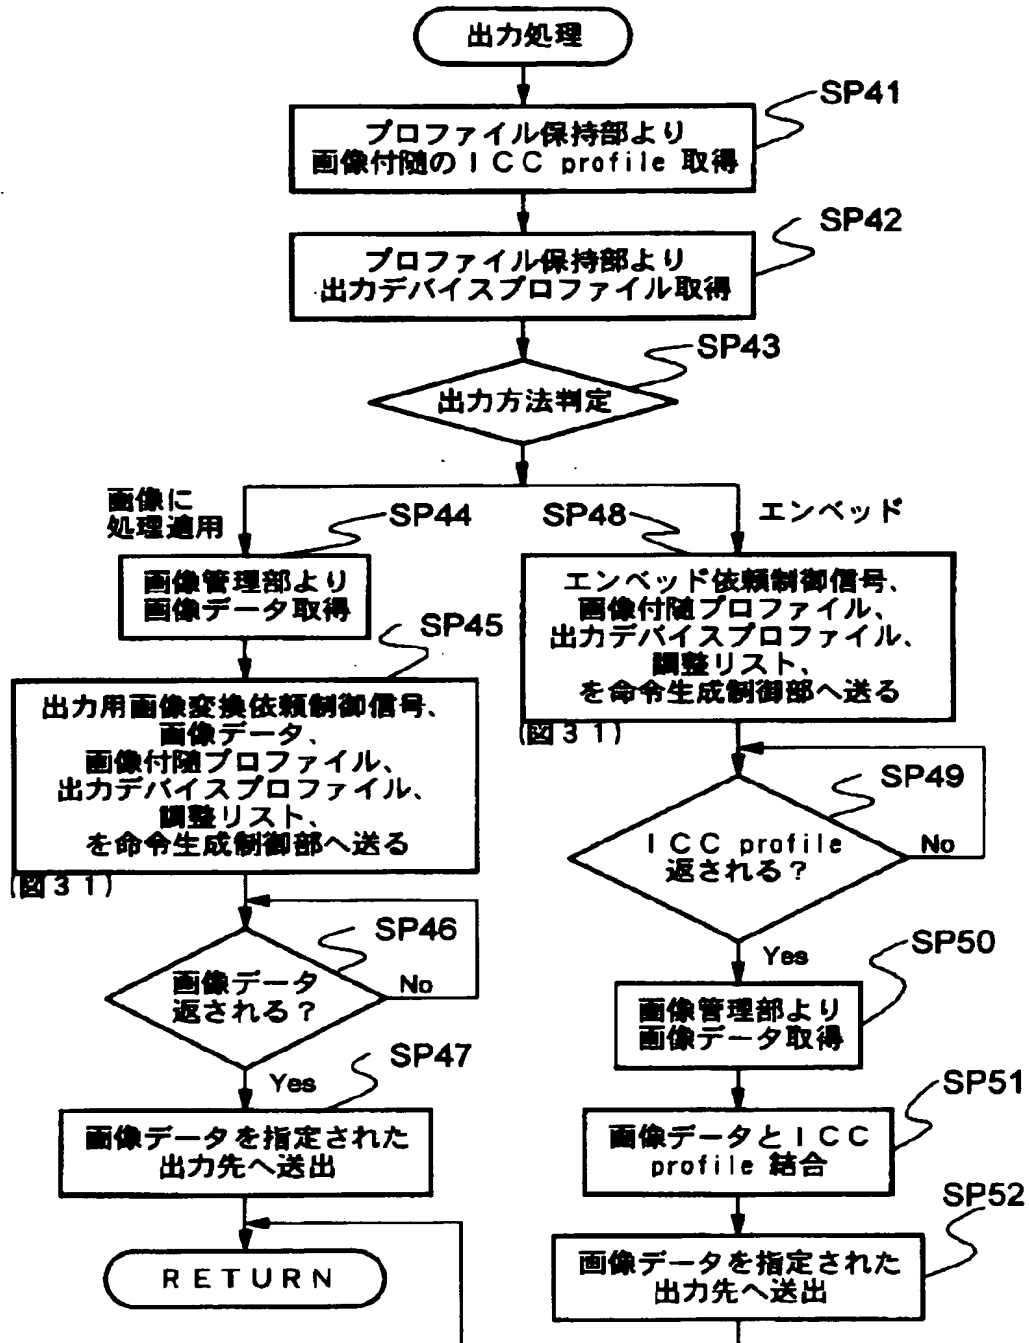 出力処理
SP41
プロファイル保持部より
画像付随のICC profile 取得
SP42
プロファイル保持部より
出力デバイスプロファイル取得
SP43
出力方法判定
画像に
処理適用
SP44
画像管理部より
画像データ取得
SP45
出力用画像変換依頼制御信号、
画像データ、
画像付随プロファイル、
出力デバイスプロファイル、
調整リスト、
を命令生成制御部へ送る
(図31)
SP46
画像データ
返される?
No
Yes
SP47
画像データを指定された
出力先へ送出
RETURN
SP48
エンベッド
エンベッド依頼制御信号、
画像付随プロファイル、
出力デバイスプロファイル、
調整リスト、
を命令生成制御部へ送る
(図31)
SP49
ICC profile
返される?
No
Yes
SP50
画像管理部より
画像データ取得
SP51
画像データとICC
profile 結合
SP52
画像データを指定された
出力先へ送出